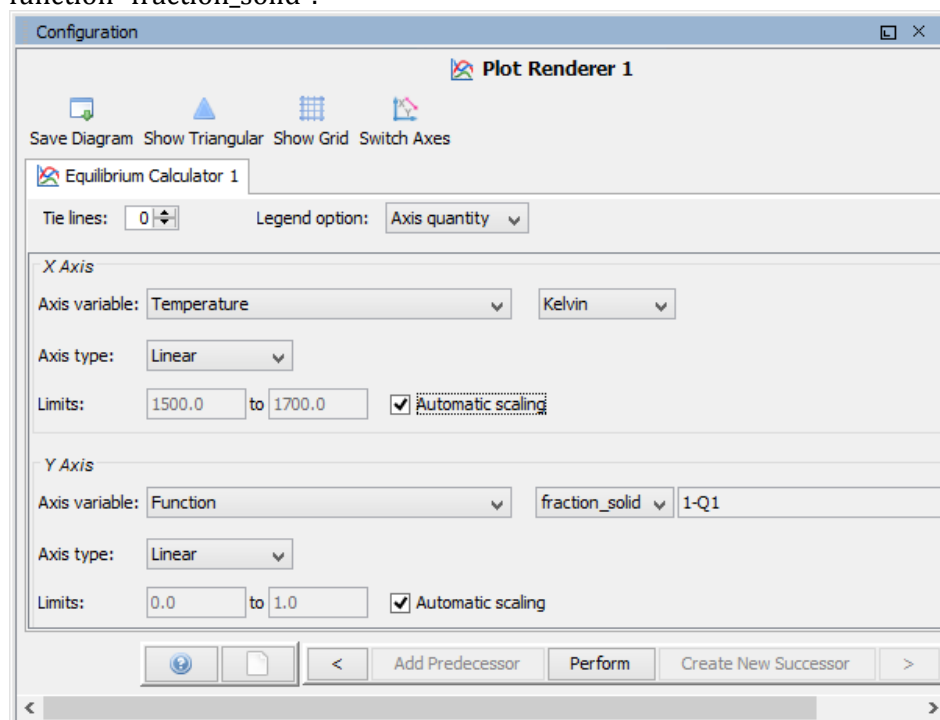 function "fraction_solid".
Configuration
Plot Renderer 1
Save Diagram Show Triangular Show Grid Switch Axes
Equilibrium Calculator 1
Tie lines: 0 Legend option: Axis quantity
X Axis
Axis variable: Temperature Kelvin
Axis type: Linear
Limits: 1500.0 to 1700.0 Automatic scaling
Y Axis
Axis variable: Function fraction_solid 1-Q1
Axis type: Linear
Limits: 0.0 to 1.0 Automatic scaling
< Add Predecessor Perform Create New Successor >